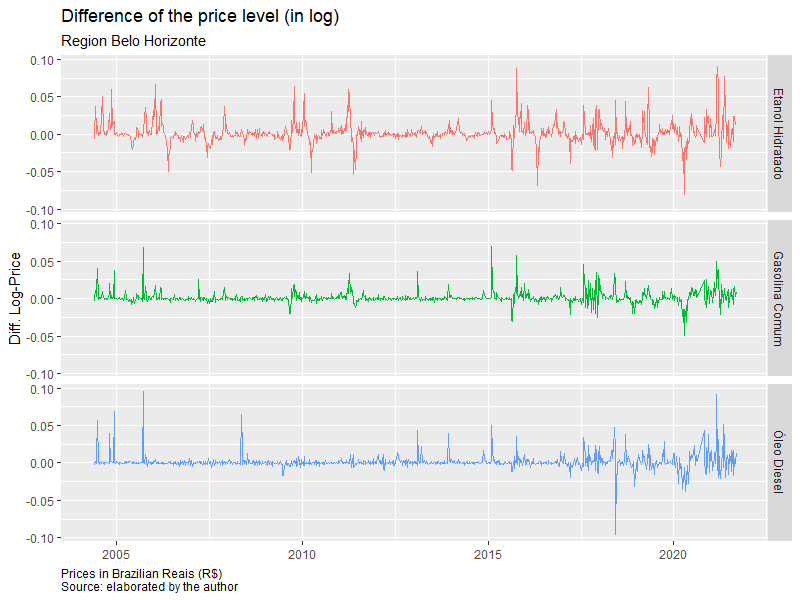 Difference of the price level (in log)
Region Belo Horizonte
0.10
0.05
0.00
-0.05
-0.10
Etanol Hidratado
0.10
0.05
0.00
-0.05
-0.10
Gasolina Comum
0.10
0.05
0.00
-0.05
-0.10
Óleo Diesel
Diff. Log-Price
2005
2010
2015
2020
Prices in Brazilian Reais (R$)
Source: elaborated by the author